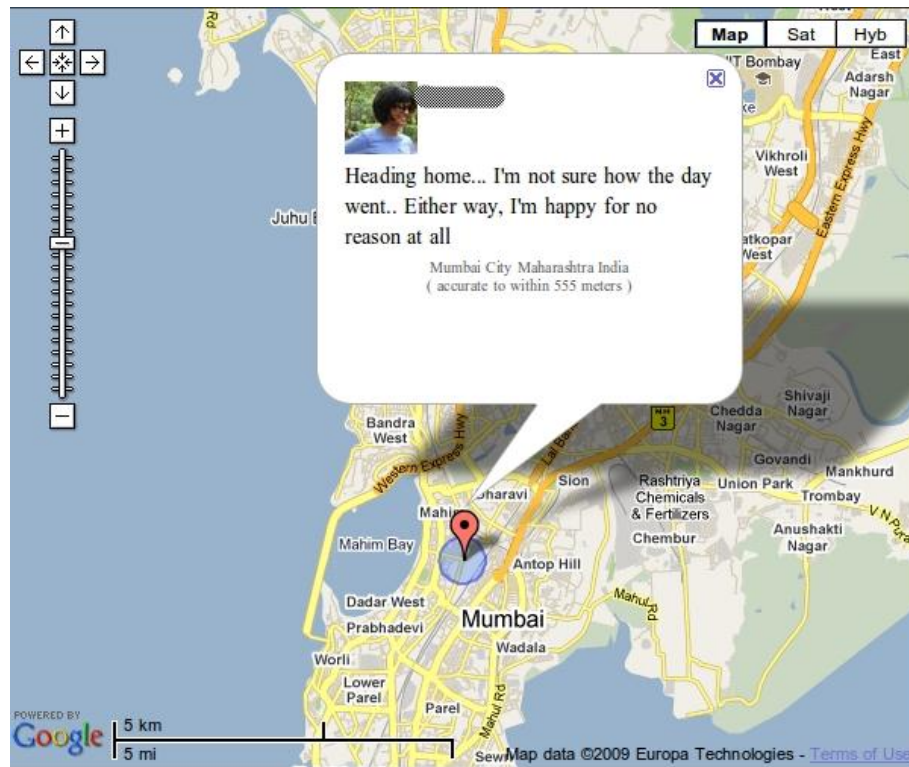 Map Sat Hyb
IIT Bombay
East
Adarsh
Nagar
Vikhroli
West
Eastern Express Hwy
Juhu
Heading home... I'm not sure how the day
went.. Either way, I'm happy for no
reason at all
Mumbai City Maharashtra India
( accurate to within 555 meters )
West
NH
3
Chedda
Nagar
Shivaji
Nagar
Bandra
West
Western Express Hwy
Govandi
Mankhurd
Sion
Rashtriya
Chemicals
& Fertilizers
Union Park
Trombay
Dharavi
Chembur
Anushakti
Nagar
Mahim Bay
Antop Hill
Dadar West
Mahul Rd
Prabhadevi
Mumbai
Wadala
Worli
Lower
Parel
Parel
Mahul Rd
POWERED BY
Google
5 km
5 mi
Map data ©2009 Europa Technologies - Terms of Use